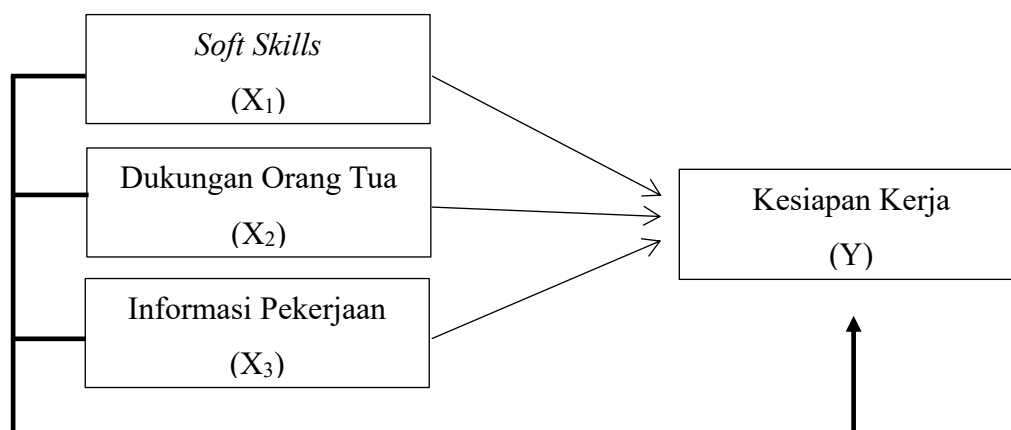 Soft Skills
(X₁)
Dukungan Orang Tua
(X₂)
Informasi Pekerjaan
(X₃)
Kesiapan Kerja
(Y)